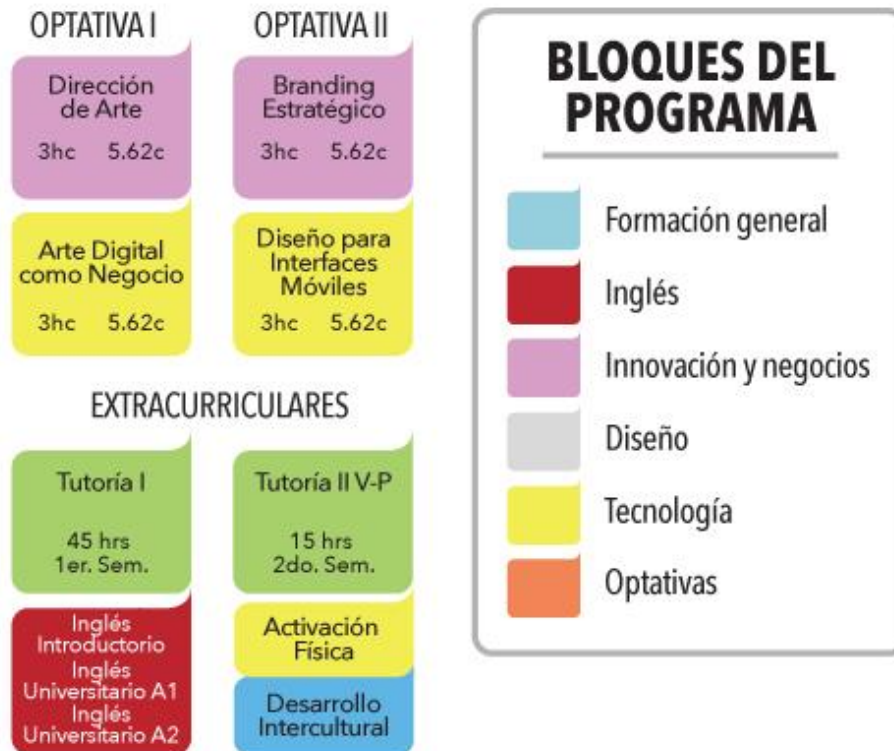 OPTATIVA I
Dirección
de Arte
3hc 5.62c
Arte Digital
como Negocio
3hc 5.62c
OPTATIVA II
Branding
Estratégico
3hc 5.62c
Diseño para
Interfaces
Móviles
3hc 5.62c
EXTRACURRICULARES
Tutoría I
45 hrs
1er. Sem.
Inglés
Introductorio
Inglés
Universitario A1
Inglés
Universitario A2
Tutoría II V-P
15 hrs
2do. Sem.
Activación
Física
Desarrollo
Intercultural
BLOQUES DEL
PROGRAMA
Formación general
Inglés
Innovación y negocios
Diseño
Tecnología
Optativas